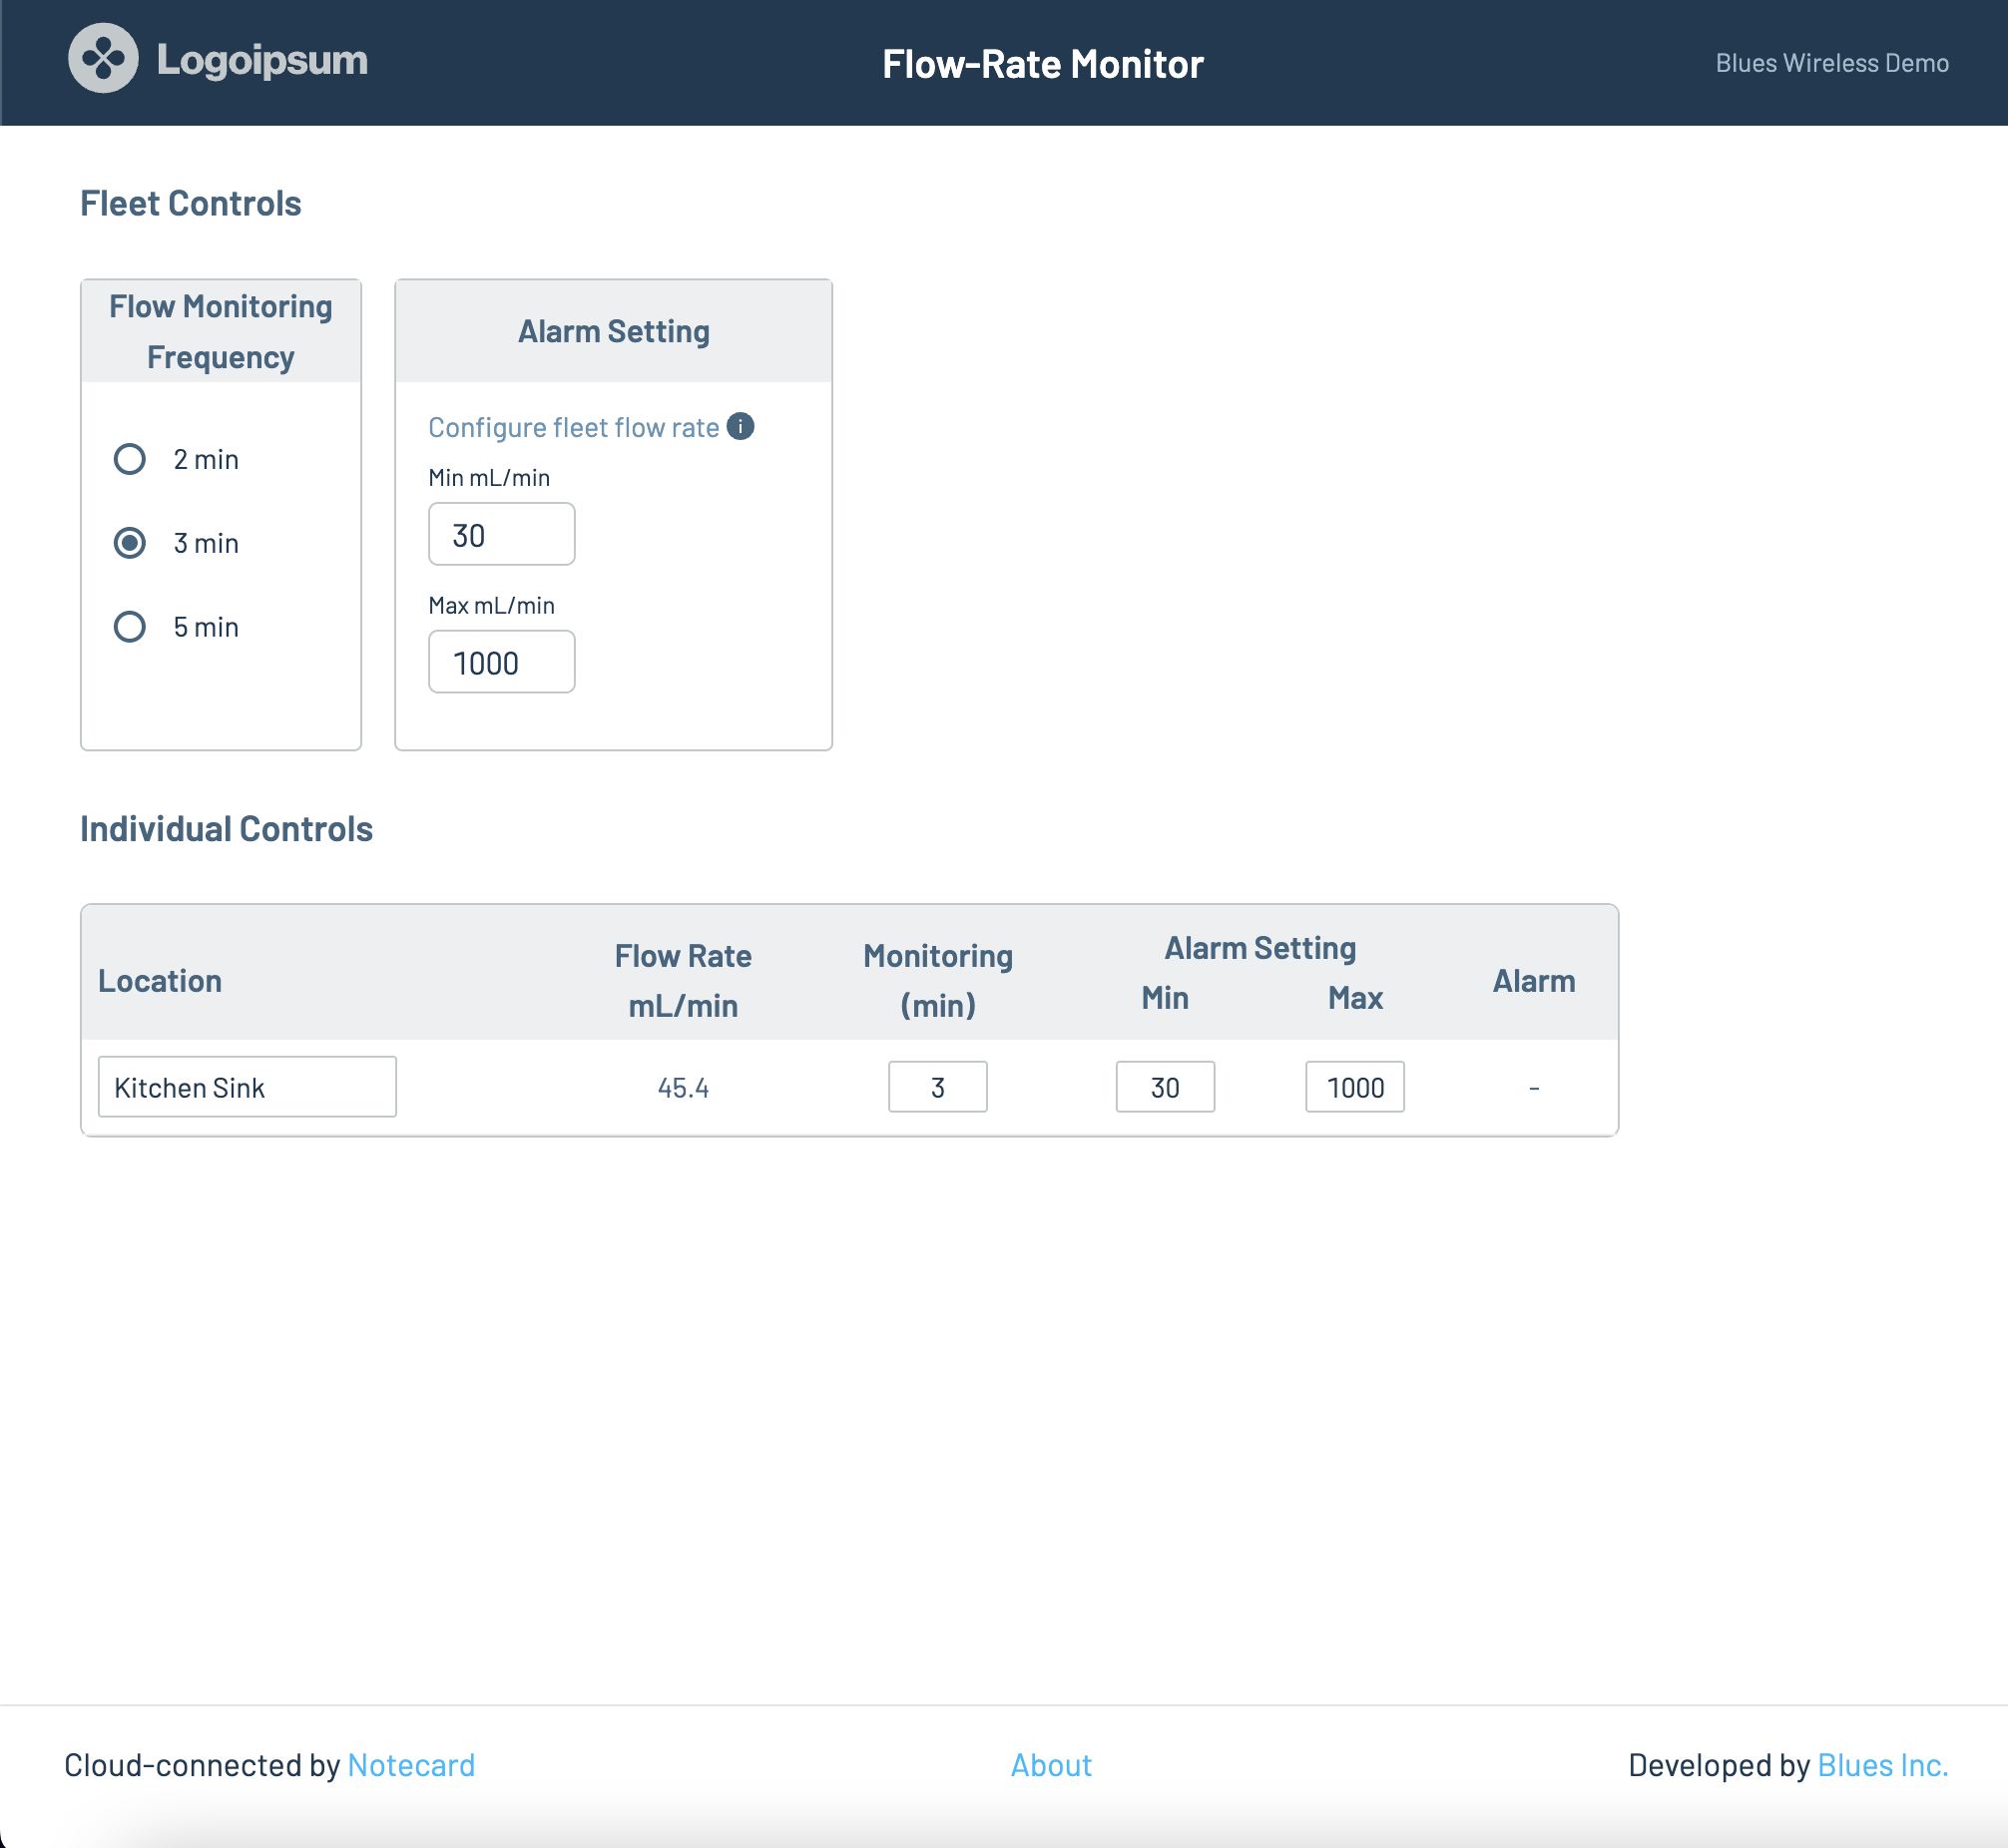 Logoipsum
Flow-Rate Monitor
Blues Wireless Demo
Fleet Controls
Flow Monitoring
Frequency
2 min
3 min
5 min
Alarm Setting
Configure fleet flow rate i
Min mL/min
30
Max mL/min
1000
Individual Controls
Location
Flow Rate
mL/min
Monitoring
(min)
Alarm Setting
Min Max
Alarm
Kitchen Sink 45.4 3 30 1000 -
Cloud-connected by Notecard
About
Developed by Blues Inc.